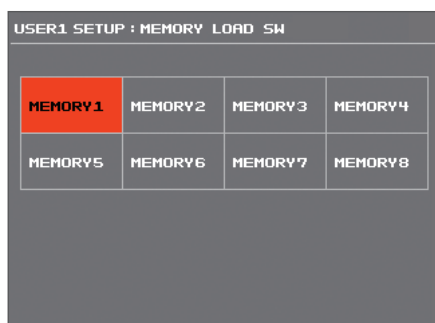 USER1 SETUP : MEMORY LOAD SW
MEMORY1 MEMORY2 MEMORY3 MEMORY4
MEMORY5 MEMORY6 MEMORY7 MEMORY8